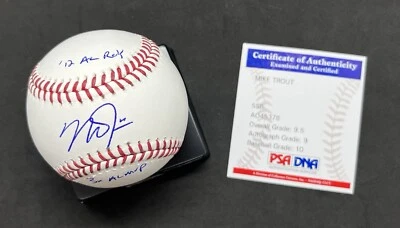 '12 AL ROY
AL MVP
Certificate of Authenticity
Examined and Certified
MIKE TROUT
Overall Grade: 9.5
Autograph Grade: 9
Baseball Grade: 10
PSA DNA